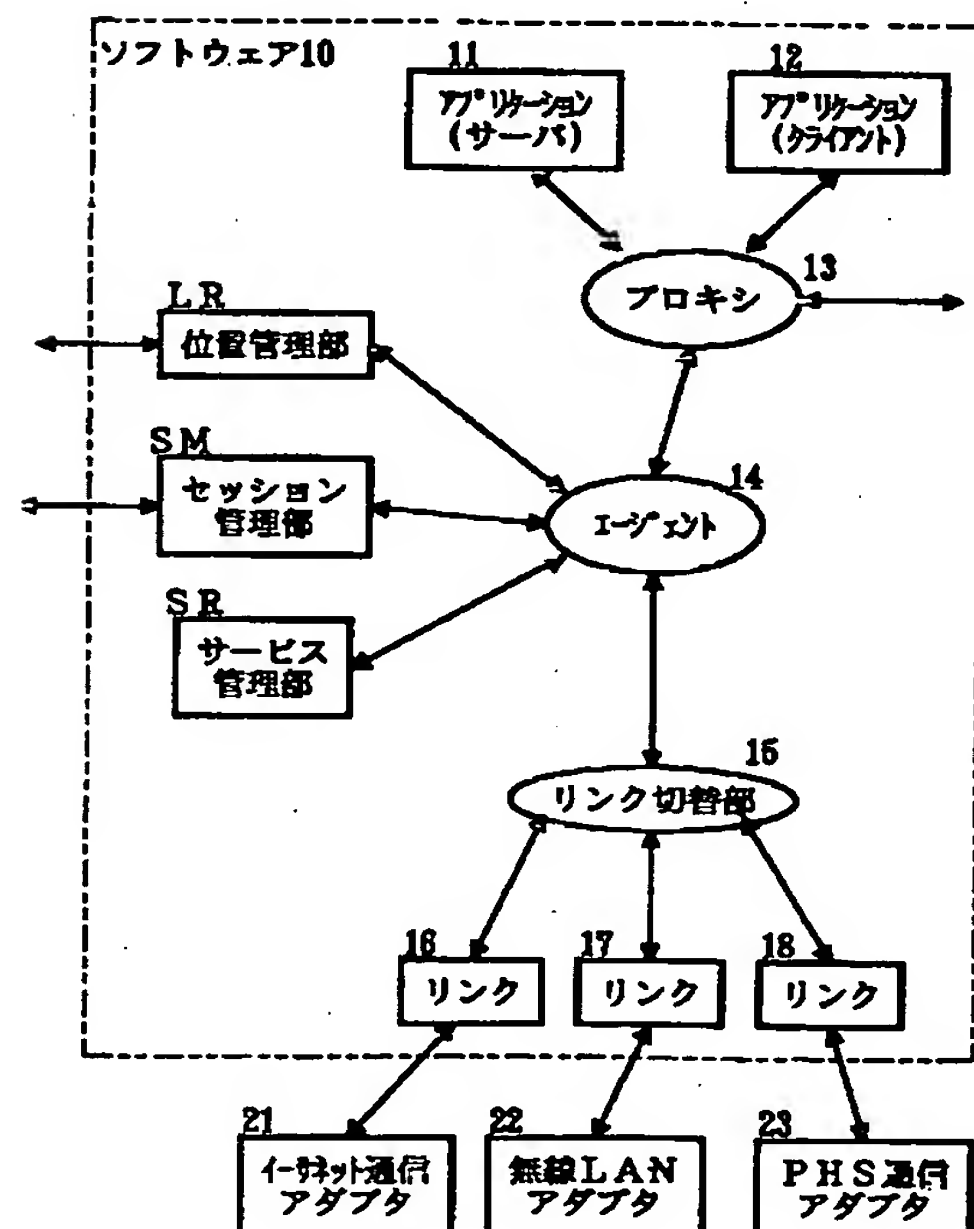 ソフトウェア10
11
アプリケーション
(サーバ)
12
アプリケーション
(クライアント)
13
プロキシ
LR
位置管理部
SM
セッション
管理部
14
エージェント
SR
サービス
管理部
15
リンク切替部
16
リンク
17
リンク
18
リンク
21
イーサネット通信
アダプタ
22
無線LAN
アダプタ
23
PHS通信
アダプタ